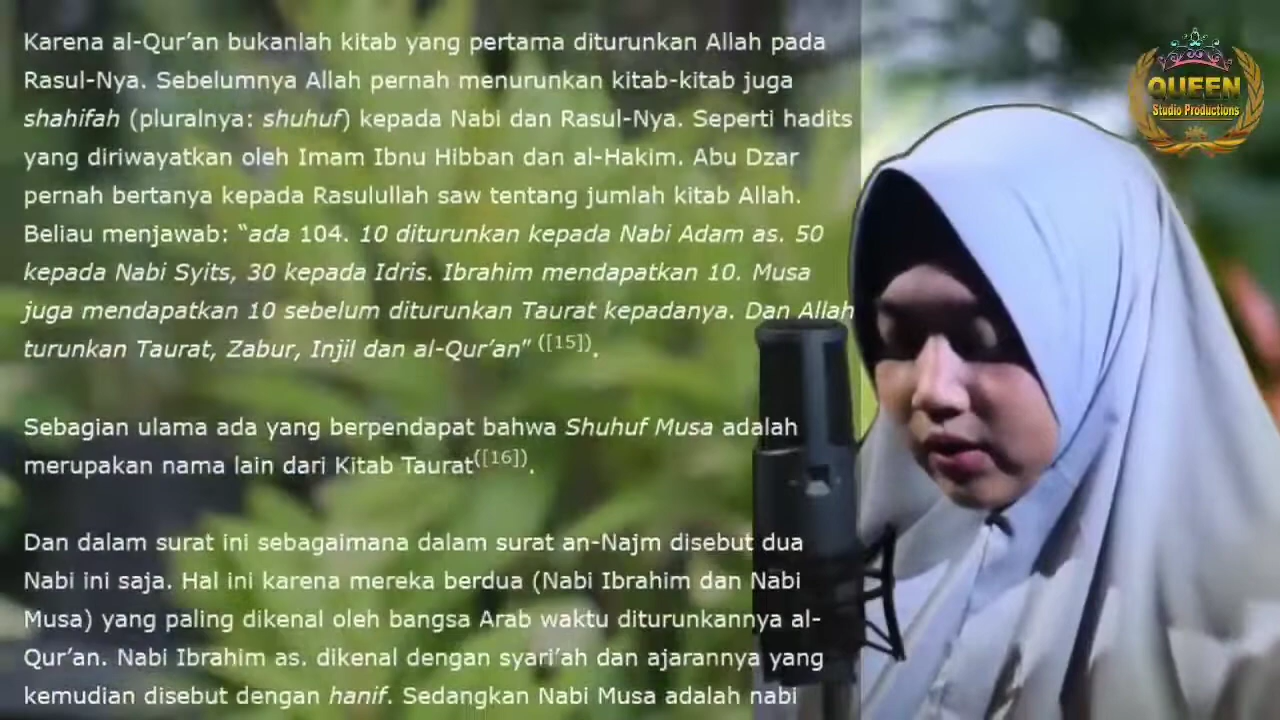 Karena al-Qur’an bukanlah kitab yang pertama diturunkan Allah pada
Rasul-Nya. Sebelumnya Allah pernah menurunkan kitab-kitab juga
shahifah (pluralnya: shuhuf) kepada Nabi dan Rasul-Nya. Seperti hadits
yang diriwayatkan oleh Imam Ibnu Hibban dan al-Hakim. Abu Dzar
pernah bertanya kepada Rasulullah saw tentang jumlah kitab Allah.
Beliau menjawab: “ada 104. 10 diturunkan kepada Nabi Adam as. 50
kepada Nabi Syits, 30 kepada Idris. Ibrahim mendapatkan 10. Musa
juga mendapatkan 10 sebelum diturunkan Taurat kepadanya. Dan Allah
turunkan Taurat, Zabur, Injil dan al-Qur’an” ([15]).
Sebagian ulama ada yang berpendapat bahwa Shuhuf Musa adalah
merupakan nama lain dari Kitab Taurat([16]).
Dan dalam surat ini sebagaimana dalam surat an-Najm disebut dua
Nabi ini saja. Hal ini karena mereka berdua (Nabi Ibrahim dan Nabi
Musa) yang paling dikenal oleh bangsa Arab waktu diturunkannya al-
Qur’an. Nabi Ibrahim as. dikenal dengan syari’ah dan ajarannya yang
kemudian disebut dengan hanif. Sedangkan Nabi Musa adalah nabi
QUEEN
Studio Productions